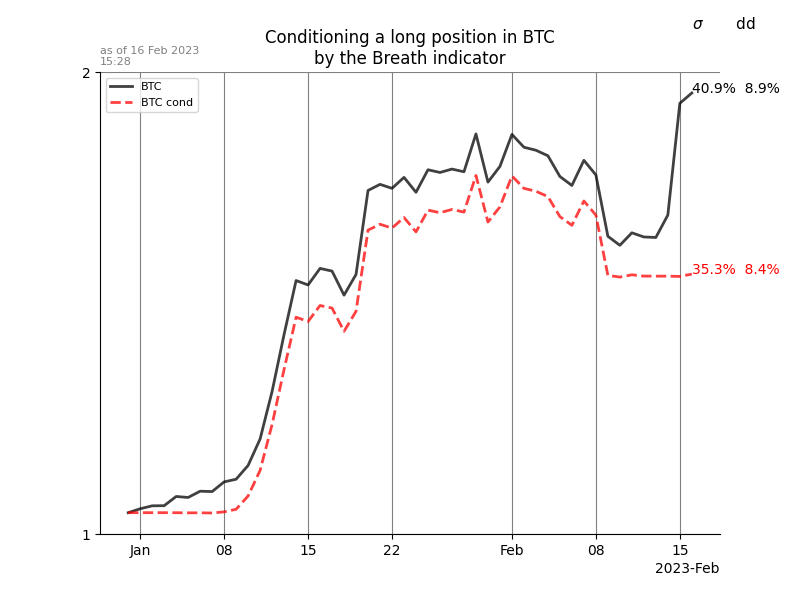 σ dd
Conditioning a long position in BTC
by the Breath indicator
as of 16 Feb 2023
15:28
2
BTC
BTC cond
40.9% 8.9%
35.3% 8.4%
1
Jan 08 15 22 Feb 08 15
2023-Feb